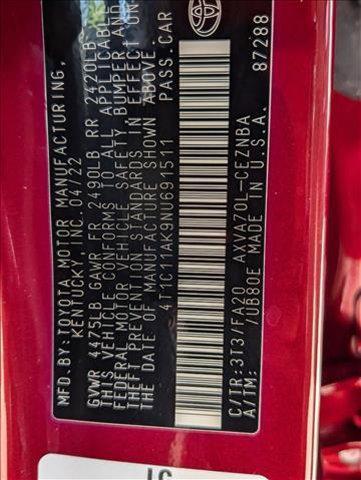 MFD.BY:TOYOTA MOTOR MANUFACTURING,
KENTUCKY, INC. 04/22
GVWR 4475LB GAWR FR 2490LB RR 2420LB
THIS VEHICLE CONFORMS TO ALL APPLICABLE
FEDERAL MOTOR VEHICLE SAFETY, BUMPER AND
THEFT PREVENTION STANDARDS IN EFFECT ON
THE DATE OF MANUFACTURE SHOWN ABOVE.
4T1C11AK9NU691511 PASS.CAR
C/TR:3T3/FA20 AXVA70L-CEZNBA
A/TM: /UB80E MADE IN U.S.A. 87288